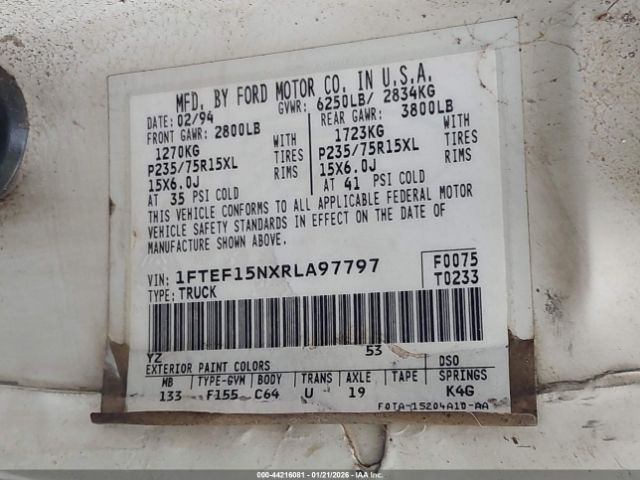 MFD. BY FORD MOTOR CO. IN U.S.A.
DATE: 02/94 GVWR: 6250LB/ 2834KG
FRONT GAWR: 2800LB REAR GAWR: 3800LB
1270KG WITH 1723KG WITH
P235/75R15XL TIRES P235/75R15XL TIRES
15X6.0J RIMS 15X6.0J RIMS
AT 35 PSI COLD AT 41 PSI COLD
THIS VEHICLE CONFORMS TO ALL APPLICABLE FEDERAL MOTOR
VEHICLE SAFETY STANDARDS IN EFFECT ON THE DATE OF
MANUFACTURE SHOWN ABOVE.
VIN: 1FTEF15NXRLA97797 F0075
TYPE: TRUCK T0233
YZ 53
EXTERIOR PAINT COLORS DSO
MB TYPE-GVW BODY TRANS AXLE TAPE SPRINGS
133 F155 C64 U 19 K4G
F0TA-15204A10-AA
000-44216081 - 01/21/2026 - IAA Inc.